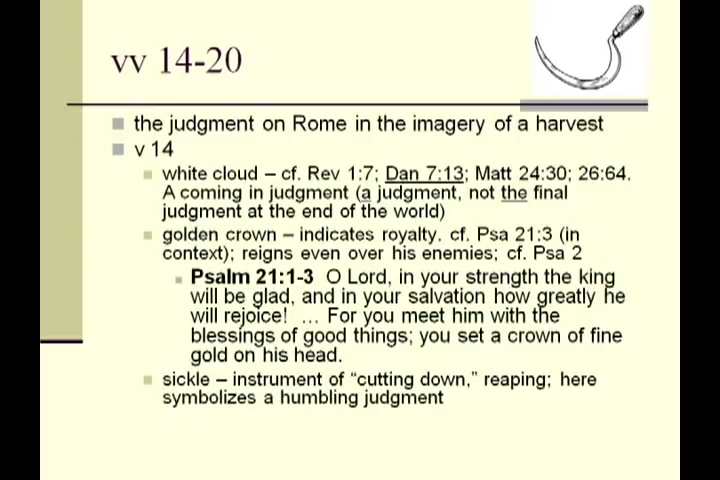 vv 14-20
the judgment on Rome in the imagery of a harvest
v 14
white cloud – cf. Rev 1:7; Dan 7:13; Matt 24:30; 26:64.
A coming in judgment (a judgment, not the final
judgment at the end of the world)
golden crown – indicates royalty. cf. Psa 21:3 (in
context); reigns even over his enemies; cf. Psa 2
Psalm 21:1-3 O Lord, in your strength the king
will be glad, and in your salvation how greatly he
will rejoice! … For you meet him with the
blessings of good things; you set a crown of fine
gold on his head.
sickle – instrument of “cutting down,” reaping; here
symbolizes a humbling judgment